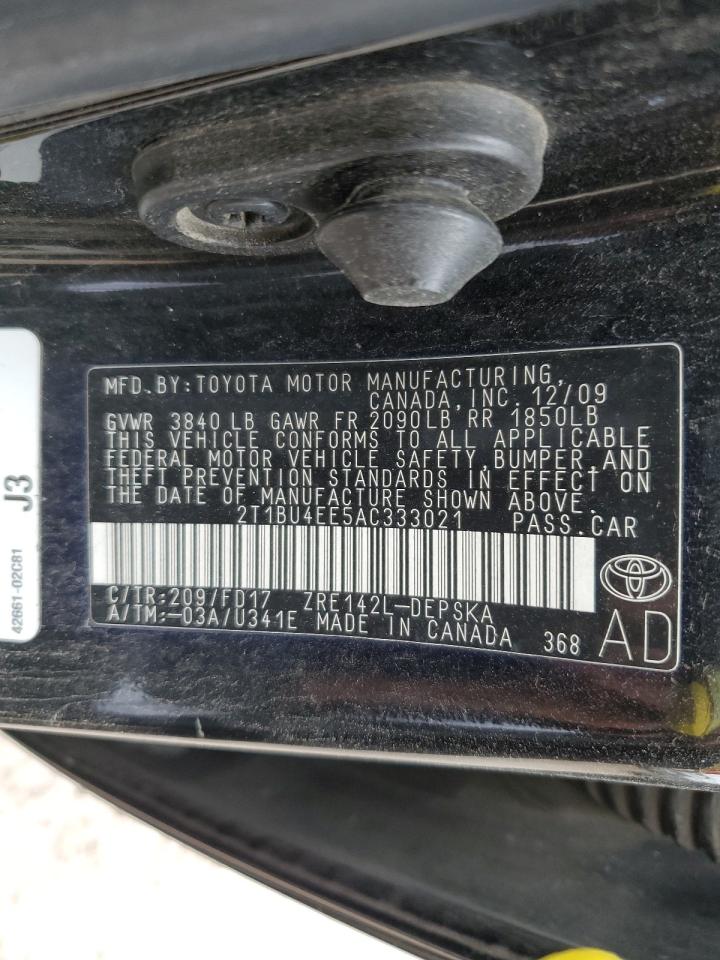 MFD.BY:TOYOTA MOTOR MANUFACTURING,
CANADA,INC. 12/09
GVWR 3840 LB GAWR FR 2090LB RR 1850LB
THIS VEHICLE CONFORMS TO ALL APPLICABLE
FEDERAL MOTOR VEHICLE SAFETY,BUMPER,AND
THEFT PREVENTION STANDARDS IN EFFECT ON
THE DATE OF MANUFACTURE SHOWN ABOVE.
2T1BU4EE5AC333021 PASS.CAR
C/TR:209/FD17 ZRE142L-DEPSKA
A/TM:-03A/U341E MADE IN CANADA 368 AD
J3
42661-02C81